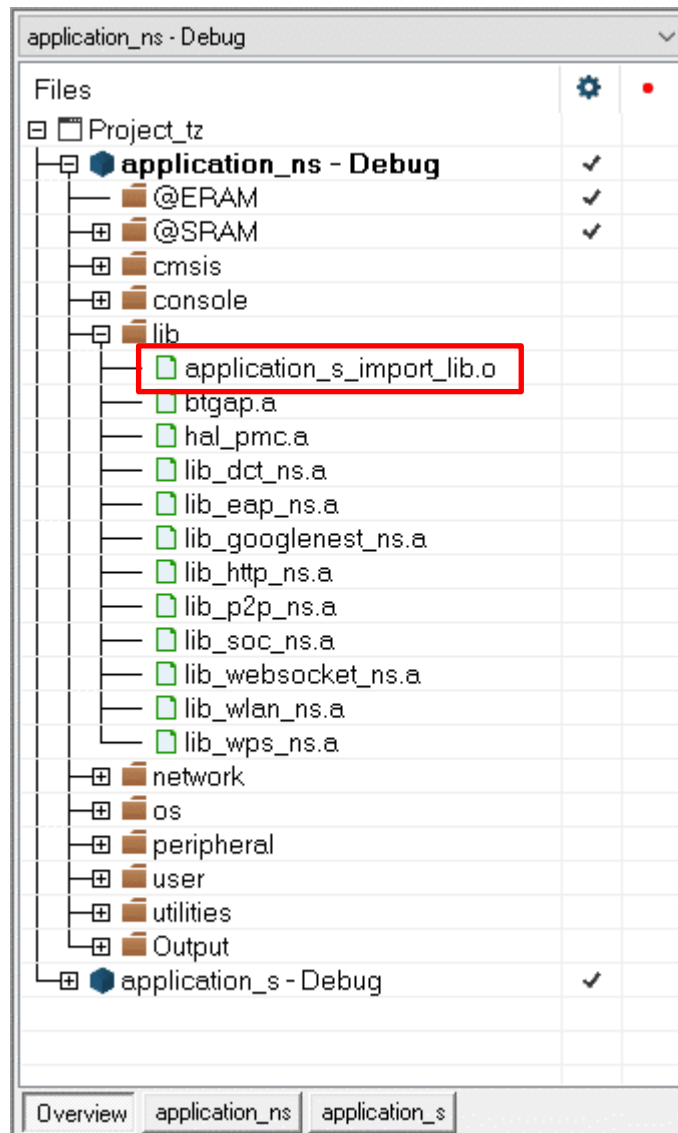 application_ns - Debug
Files
Project_tz
application_ns - Debug
@ERAM
@SRAM
cmsis
console
lib
application_s_import_lib.o
btgap.a
hal_pmc.a
lib_dct_ns.a
lib_eap_ns.a
lib_googlenest_ns.a
lib_http_ns.a
lib_p2p_ns.a
lib_soc_ns.a
lib_websocket_ns.a
lib_wlan_ns.a
lib_wps_ns.a
network
os
peripheral
user
utilities
Output
application_s - Debug
Overview application_ns application_s